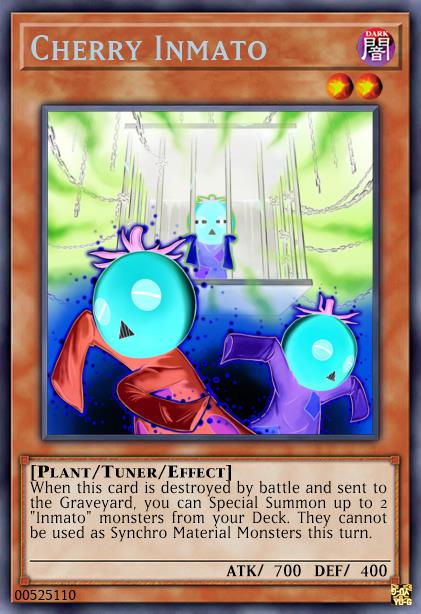 Cherry Inmato
DARK
闇
[Plant/Tuner/Effect]
When this card is destroyed by battle and sent to
the Graveyard, you can Special Summon up to 2
"Inmato" monsters from your Deck. They cannot
be used as Synchro Material Monsters this turn.
ATK/ 700 DEF/ 400
00525110